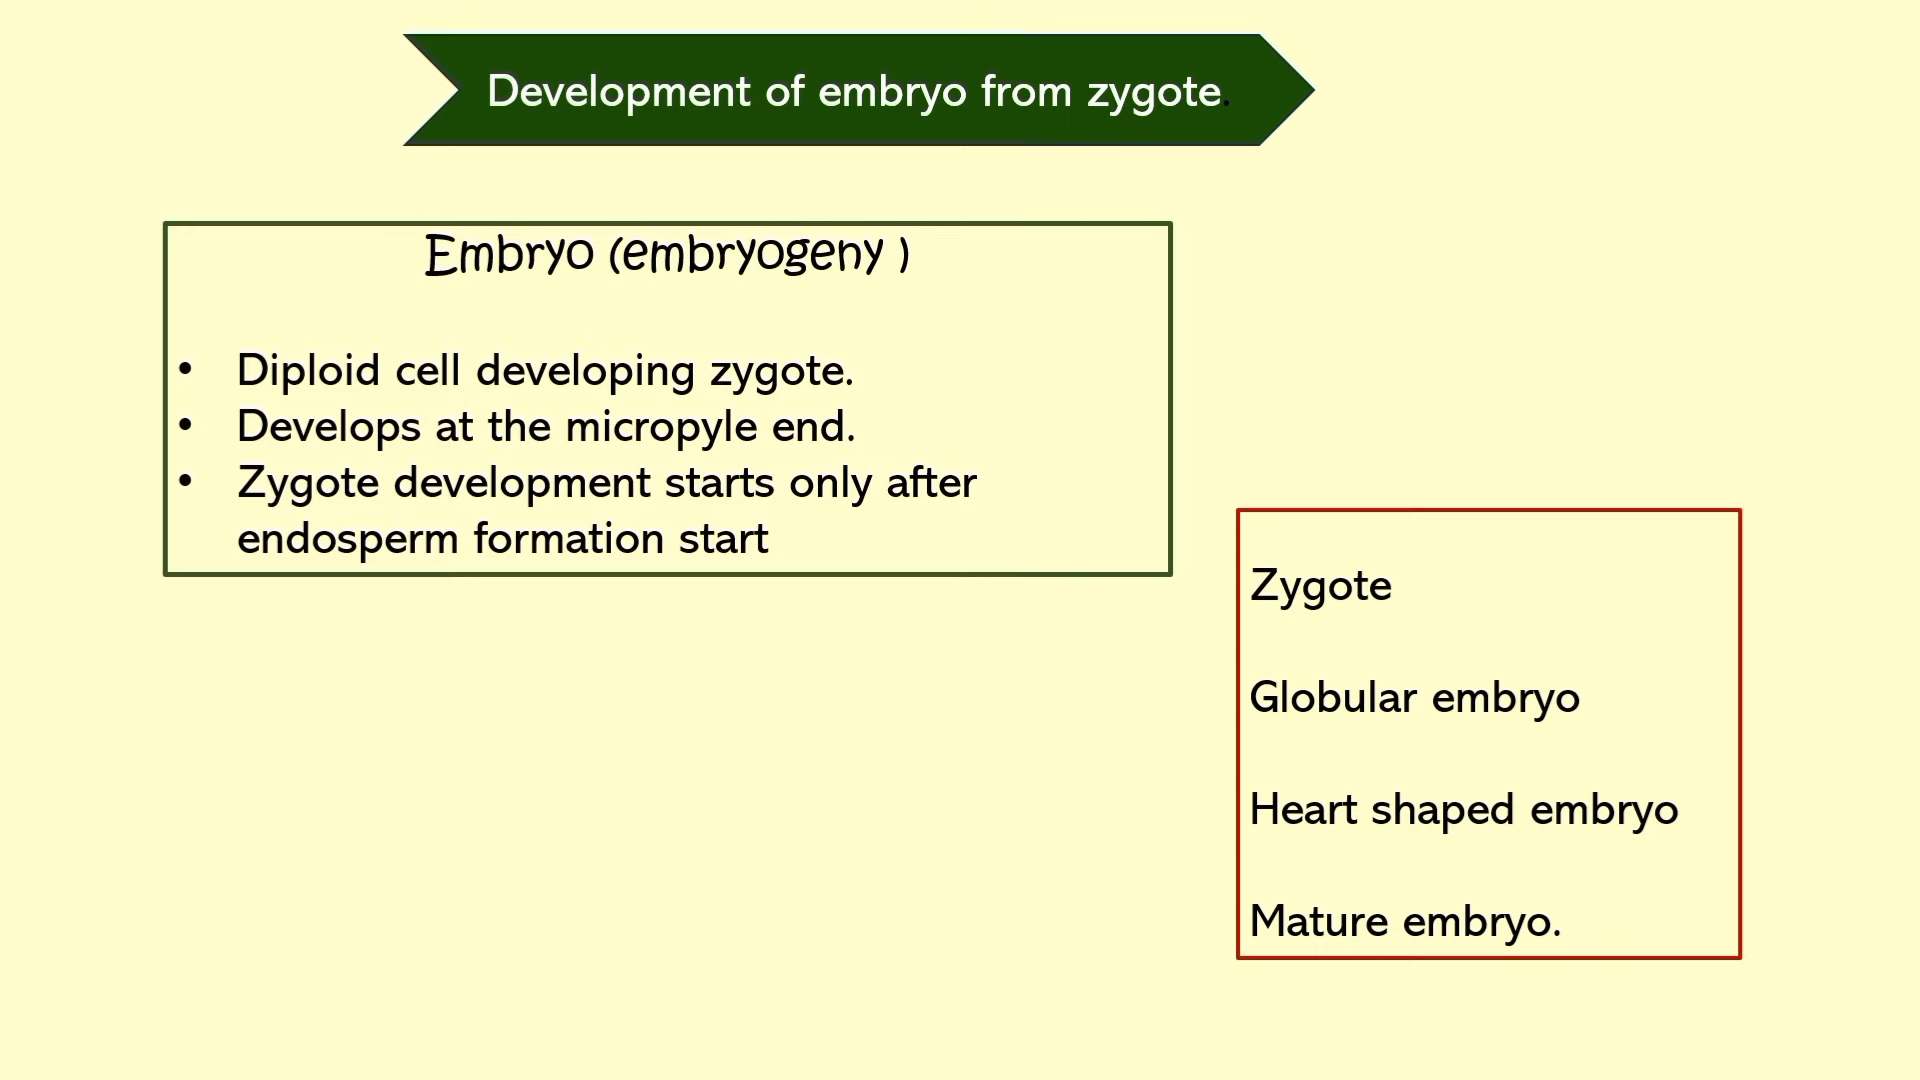 Development of embryo from zygote.
Embryo (embryogeny )
• Diploid cell developing zygote.
• Develops at the micropyle end.
• Zygote development starts only after
endosperm formation start
Zygote
Globular embryo
Heart shaped embryo
Mature embryo.